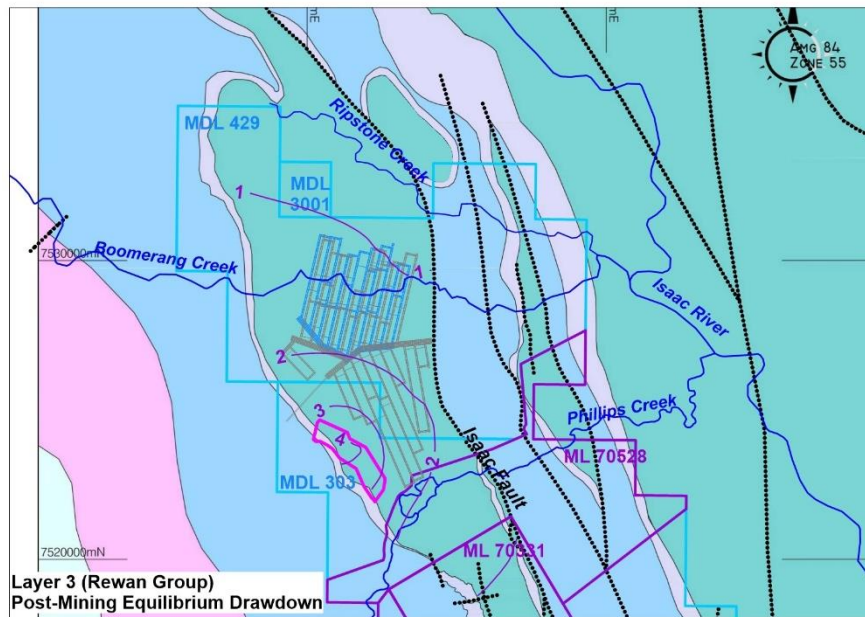 mE
mE
AMG 84
ZONE 55
Ripstone Creek
MDL 429
MDL
3001
1
Boomerang Creek
7530000mN
1
Isaac River
2
Phillips Creek
3
4
Isaac Fault
2
MDL 303
ML 70528
ML 70331
7520000mN
Layer 3 (Rewan Group)
Post-Mining Equilibrium Drawdown